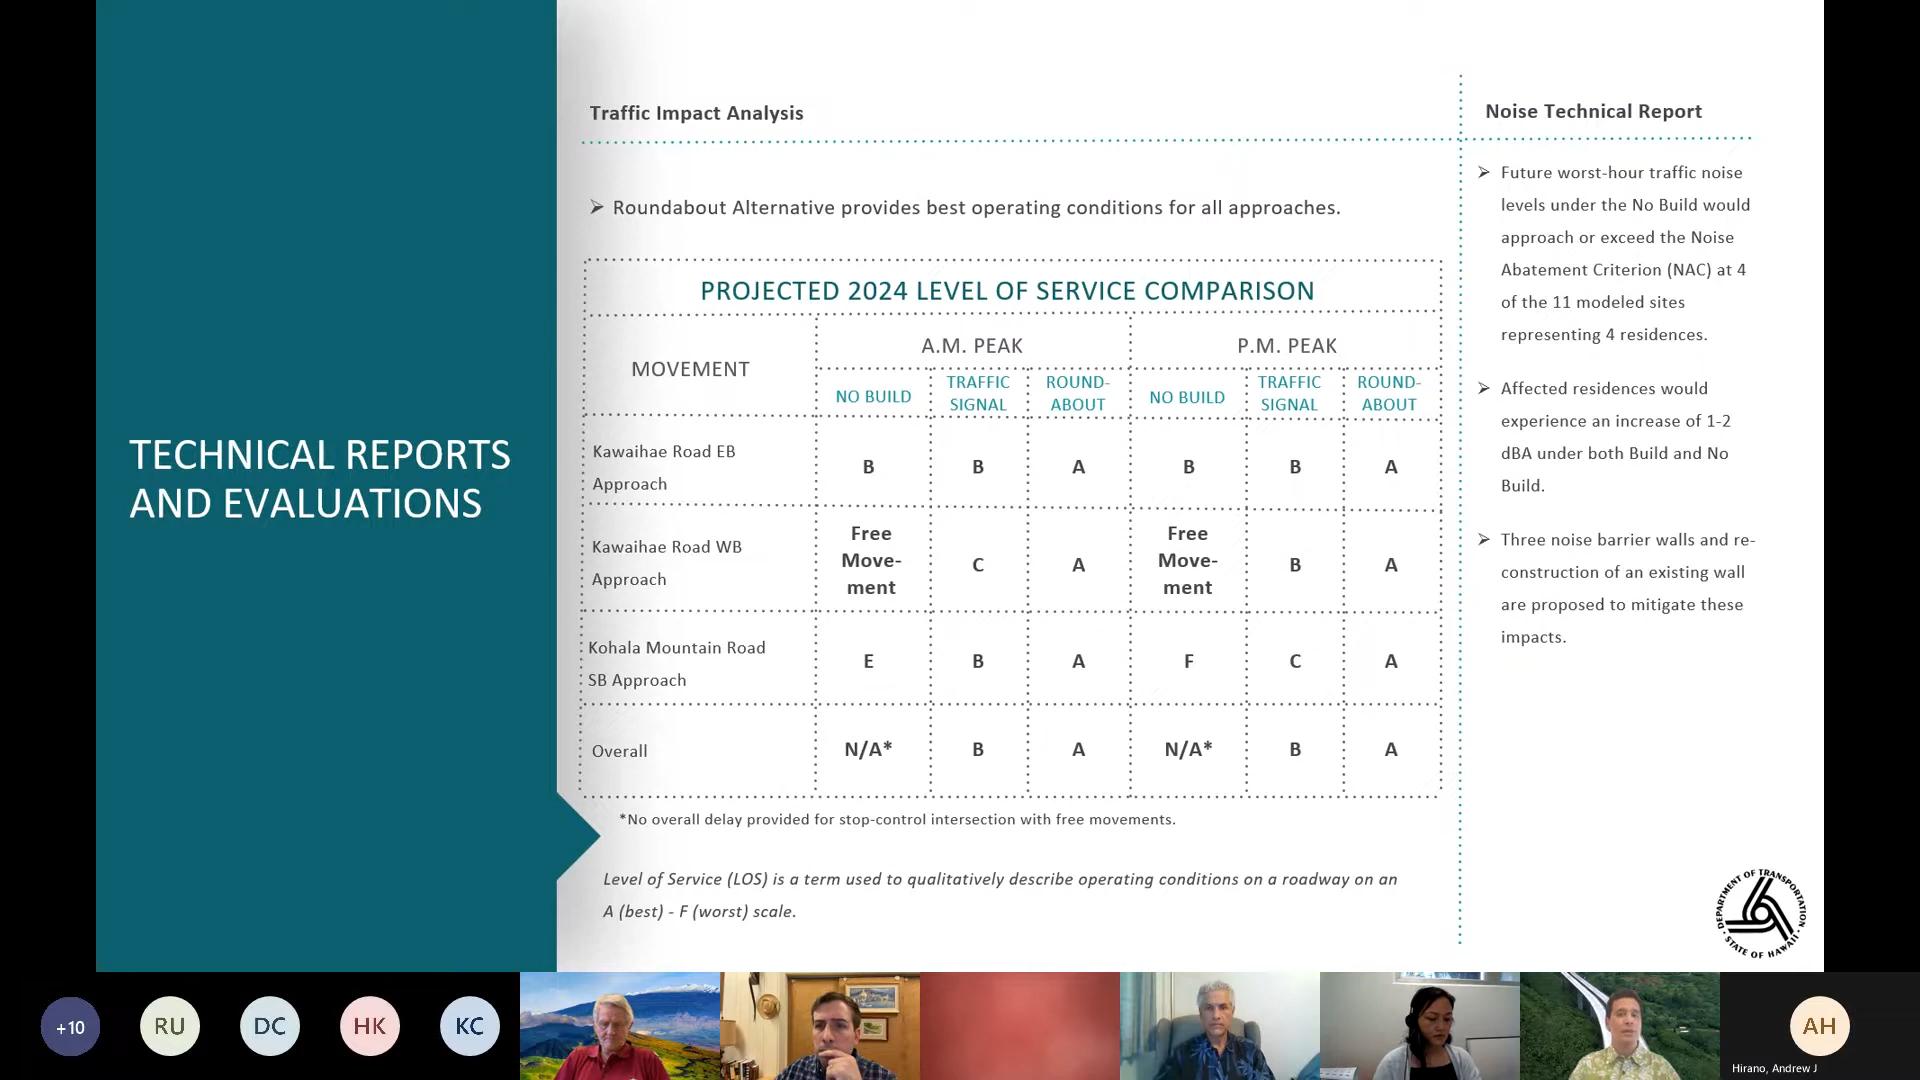 TECHNICAL REPORTS
AND EVALUATIONS
Traffic Impact Analysis
➢ Roundabout Alternative provides best operating conditions for all approaches.
PROJECTED 2024 LEVEL OF SERVICE COMPARISON
MOVEMENT
A.M. PEAK
P.M. PEAK
NO BUILD
TRAFFIC
SIGNAL
ROUND-
ABOUT
NO BUILD
TRAFFIC
SIGNAL
ROUND-
ABOUT
Kawaihae Road EB
Approach
B B A B B A
Kawaihae Road WB
Approach
Free
Move-
ment
C A
Free
Move-
ment
B A
Kohala Mountain Road
SB Approach
E B A F C A
Overall N/A* B A N/A* B A
*No overall delay provided for stop-control intersection with free movements.
Level of Service (LOS) is a term used to qualitatively describe operating conditions on a roadway on an
A (best) - F (worst) scale.
Noise Technical Report
➢ Future worst-hour traffic noise
levels under the No Build would
approach or exceed the Noise
Abatement Criterion (NAC) at 4
of the 11 modeled sites
representing 4 residences.
➢ Affected residences would
experience an increase of 1-2
dBA under both Build and No
Build.
➢ Three noise barrier walls and re-
construction of an existing wall
are proposed to mitigate these
impacts.
DEPARTMENT OF TRANSPORTATION
STATE OF HAWAII
+10
RU
DC
HK
KC
AH
Hirano, Andrew J